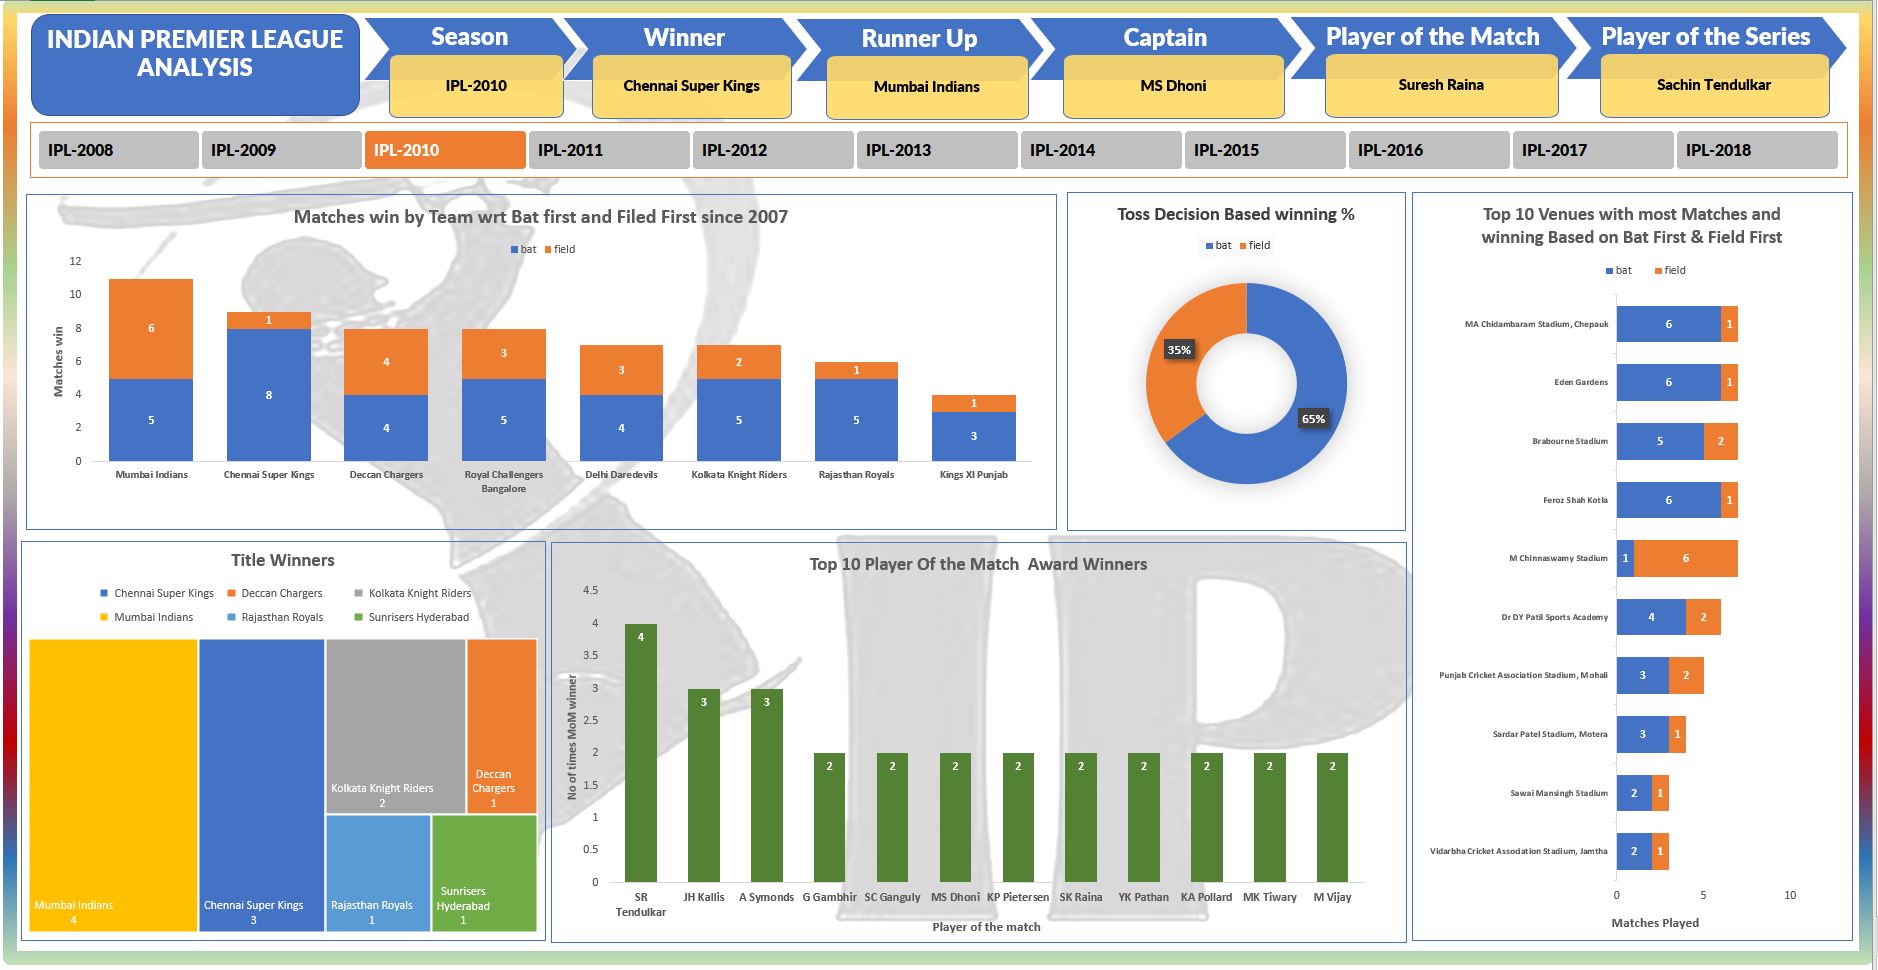 INDIAN PREMIER LEAGUE
ANALYSIS
Season
Winner
Runner Up
Captain
Player of the Match
Player of the Series
IPL-2010
Chennai Super Kings
Mumbai Indians
MS Dhoni
Suresh Raina
Sachin Tendulkar
IPL-2008
IPL-2009
IPL-2010
IPL-2011
IPL-2012
IPL-2013
IPL-2014
IPL-2015
IPL-2016
IPL-2017
IPL-2018
Matches win by Team wrt Bat first and Filed First since 2007
bat field
Matches win
12
10
8
6
4
2
0
6
5
1
8
4
4
3
5
3
4
2
5
1
5
1
3
Mumbai Indians
Chennai Super Kings
Deccan Chargers
Royal Challengers
Bangalore
Delhi Daredevils
Kolkata Knight Riders
Rajasthan Royals
Kings XI Punjab
Toss Decision Based winning %
bat field
35%
65%
Top 10 Venues with most Matches and
winning Based on Bat First & Field First
bat field
MA Chidambaram Stadium, Chepauk 6 1
Eden Gardens 6 1
Brabourne Stadium 5 2
Feroz Shah Kotla 6 1
M Chinnaswamy Stadium 1 6
Dr DY Patil Sports Academy 4 2
Punjab Cricket Association Stadium, Mohali 3 2
Sardar Patel Stadium, Motera 3 1
Sawai Mansingh Stadium 2 1
Vidarbha Cricket Association Stadium, Jamtha 2 1
0 5 10
Matches Played
Title Winners
Chennai Super Kings Deccan Chargers Kolkata Knight Riders
Mumbai Indians Rajasthan Royals Sunrisers Hyderabad
Mumbai Indians
4
Chennai Super Kings
3
Kolkata Knight Riders
2
Deccan
Chargers
1
Rajasthan Royals
1
Sunrisers
Hyderabad
1
Top 10 Player Of the Match Award Winners
No of times MoM winner
4.5
4
3.5
3
2.5
2
1.5
1
0.5
0
4
3
3
2
2
2
2
2
2
2
2
2
SR
Tendulkar
JH Kallis
A Symonds
G Gambhir
SC Ganguly
MS Dhoni
KP Pietersen
SK Raina
YK Pathan
KA Pollard
MK Tiwary
M Vijay
Player of the match
IP